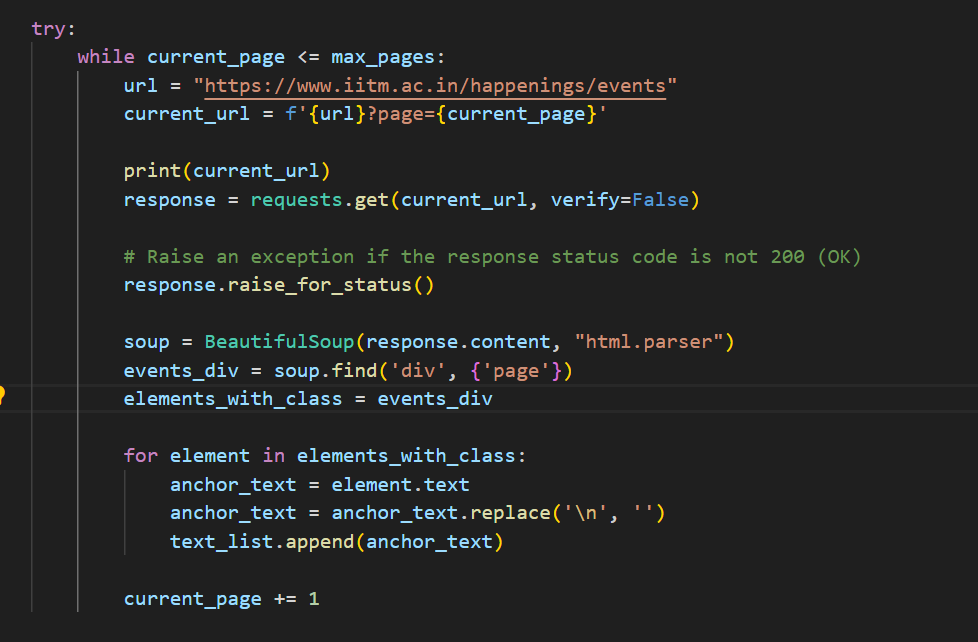 try:
    while current_page <= max_pages:
        url = "https://www.iitm.ac.in/happenings/events"
        current_url = f'{url}?page={current_page}'

        print(current_url)
        response = requests.get(current_url, verify=False)

        # Raise an exception if the response status code is not 200 (OK)
        response.raise_for_status()

        soup = BeautifulSoup(response.content, "html.parser")
        events_div = soup.find('div', {'page'})
        elements_with_class = events_div

        for element in elements_with_class:
            anchor_text = element.text
            anchor_text = anchor_text.replace('\n', '')
            text_list.append(anchor_text)

        current_page += 1